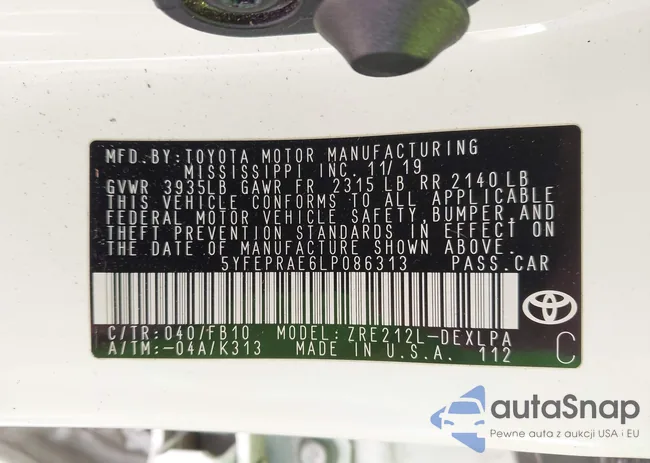 MFD. BY: TOYOTA MOTOR MANUFACTURING
MISSISSIPPI INC. 11/19
GVWR 3935LB GAWR FR 2315 LB RR 2140 LB
THIS VEHICLE CONFORMS TO ALL APPLICABLE
FEDERAL MOTOR VEHICLE SAFETY, BUMPER, AND
THEFT PREVENTION STANDARDS IN EFFECT ON
THE DATE OF MANUFACTURE SHOWN ABOVE.
5YFEPRAE6LP086313 PASS. CAR
C/TR: 040/FB10 MODEL: ZRE212L-DEXLPA
A/TM: -04A/K313 MADE IN U.S.A. 112 C
autaSnap
Pewne auta z aukcji USA i EU